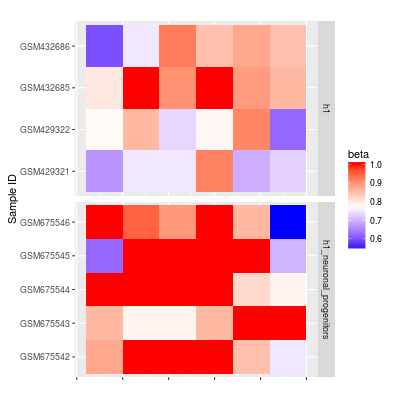 Sample ID
GSM432686
GSM432685
GSM429322
GSM429321
h1
GSM675546
GSM675545
GSM675544
GSM675543
GSM675542
h1_neuronal_progenitors
beta
1.0
0.9
0.8
0.7
0.6